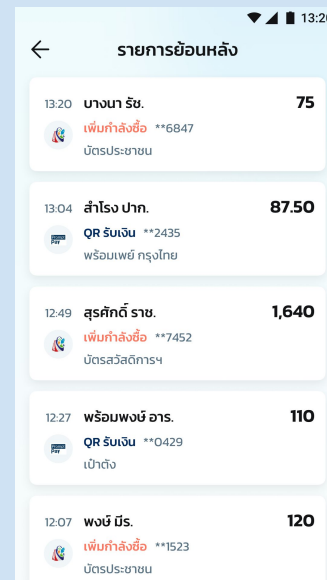 13:20
รายการย้อนหลัง
13:20 บางนา รัช. 75
เพิ่มกำลังซื้อ **6847
บัตรประชาชน
13:04 สำโรง ปาก. 87.50
QR รับเงิน **2435
พร้อมเพย์ กรุงไทย
12:49 สุรศักดิ์ ราช. 1,640
เพิ่มกำลังซื้อ **7452
บัตรสวัสดิการฯ
12:27 พร้อมพงษ์ อาร. 110
QR รับเงิน **0429
เป๋าตัง
12:07 พงษ์ มีร. 120
เพิ่มกำลังซื้อ **1523
บัตรประชาชน